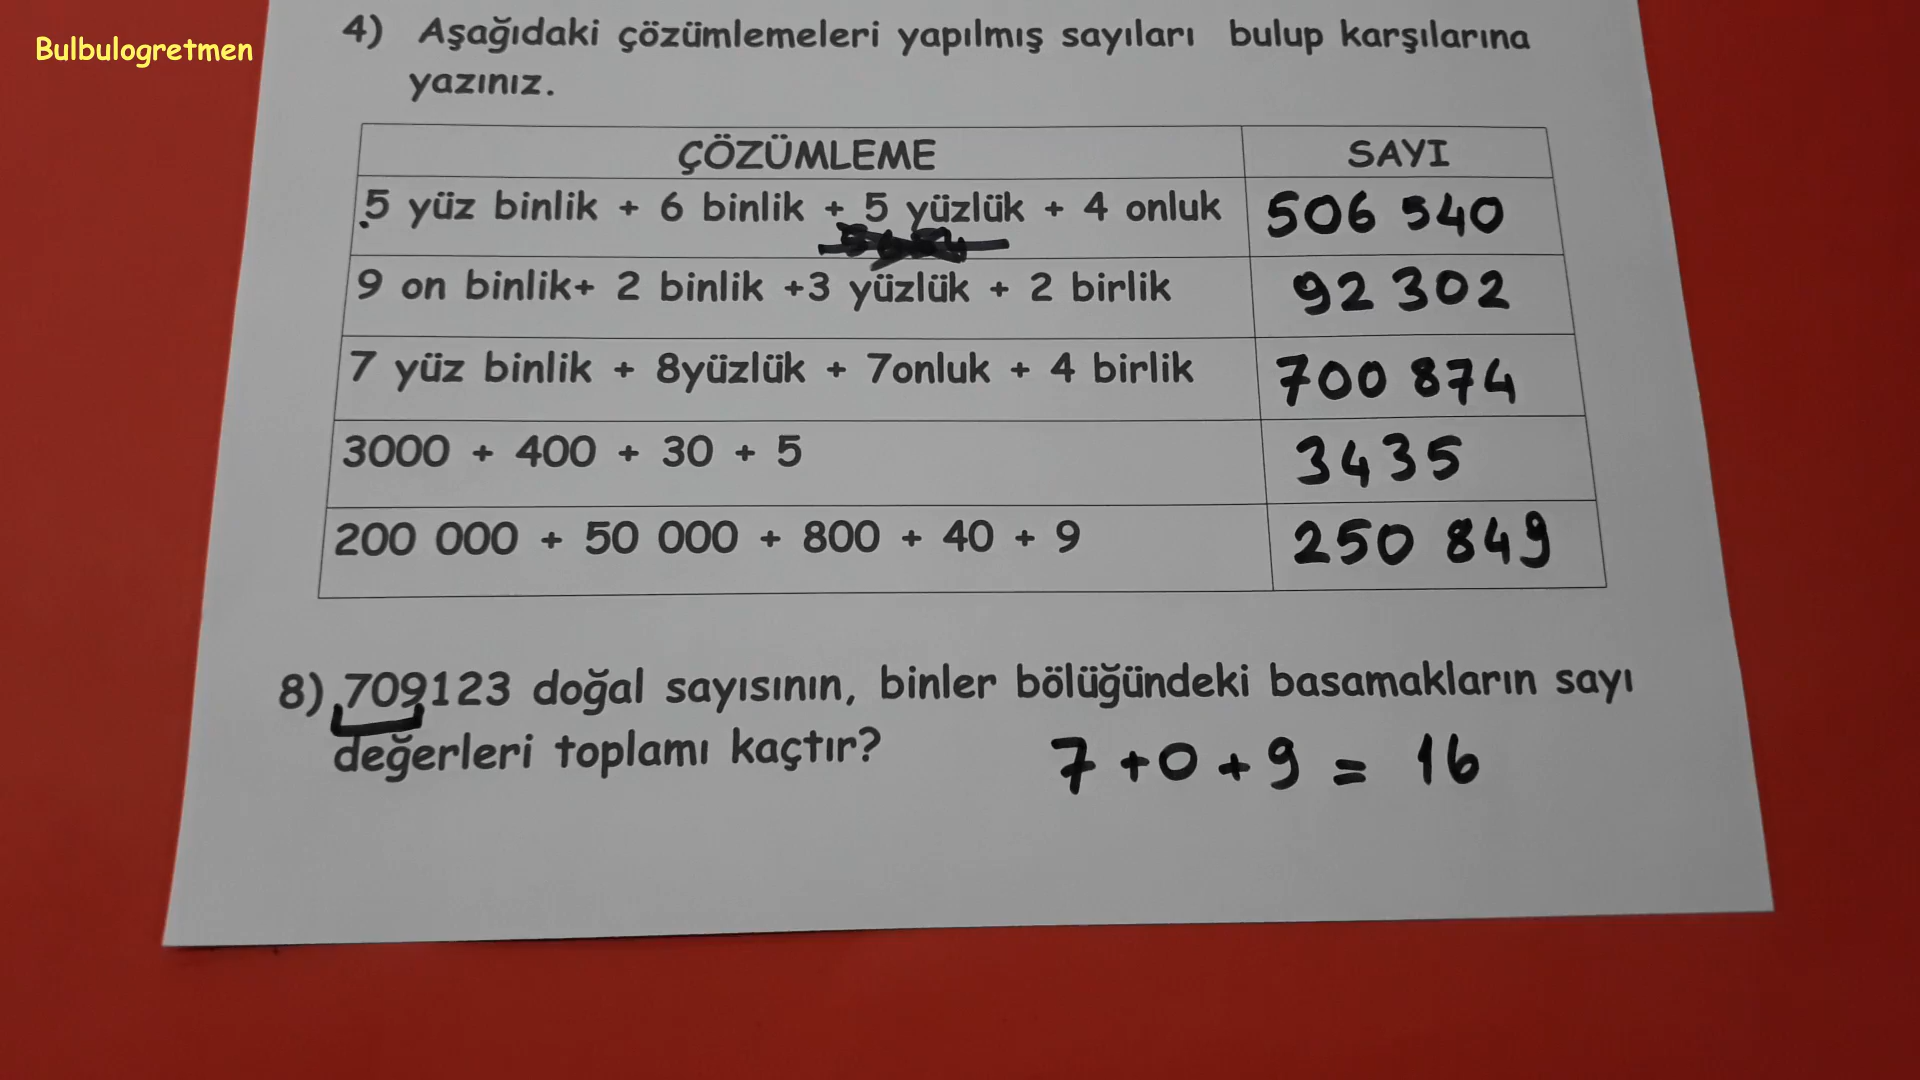 Bulbulogretmen
4) Aşağıdaki çözümlemeleri yapılmış sayıları bulup karşılarına
yazınız.
ÇÖZÜMLEME SAYI
5 yüz binlik + 6 binlik + 5 yüzlük + 4 onluk 506 540
9 on binlik+ 2 binlik +3 yüzlük + 2 birlik 92 302
7 yüz binlik + 8yüzlük + 7onluk + 4 birlik 700 874
3000 + 400 + 30 + 5 3435
200 000 + 50 000 + 800 + 40 + 9 250 849
8) 709123 doğal sayısının, binler bölüğündeki basamakların sayı
değerleri toplamı kaçtır? 7+0+9 = 16